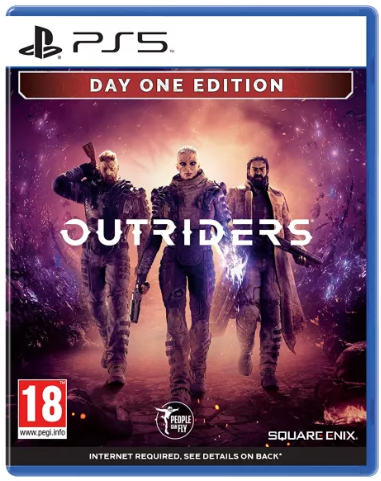 PS5
DAY ONE EDITION
OUTRIDERS
18
www.pegi.info
PEOPLE
CAN
FLY
SQUARE ENIX
INTERNET REQUIRED, SEE DETAILS ON BACK*